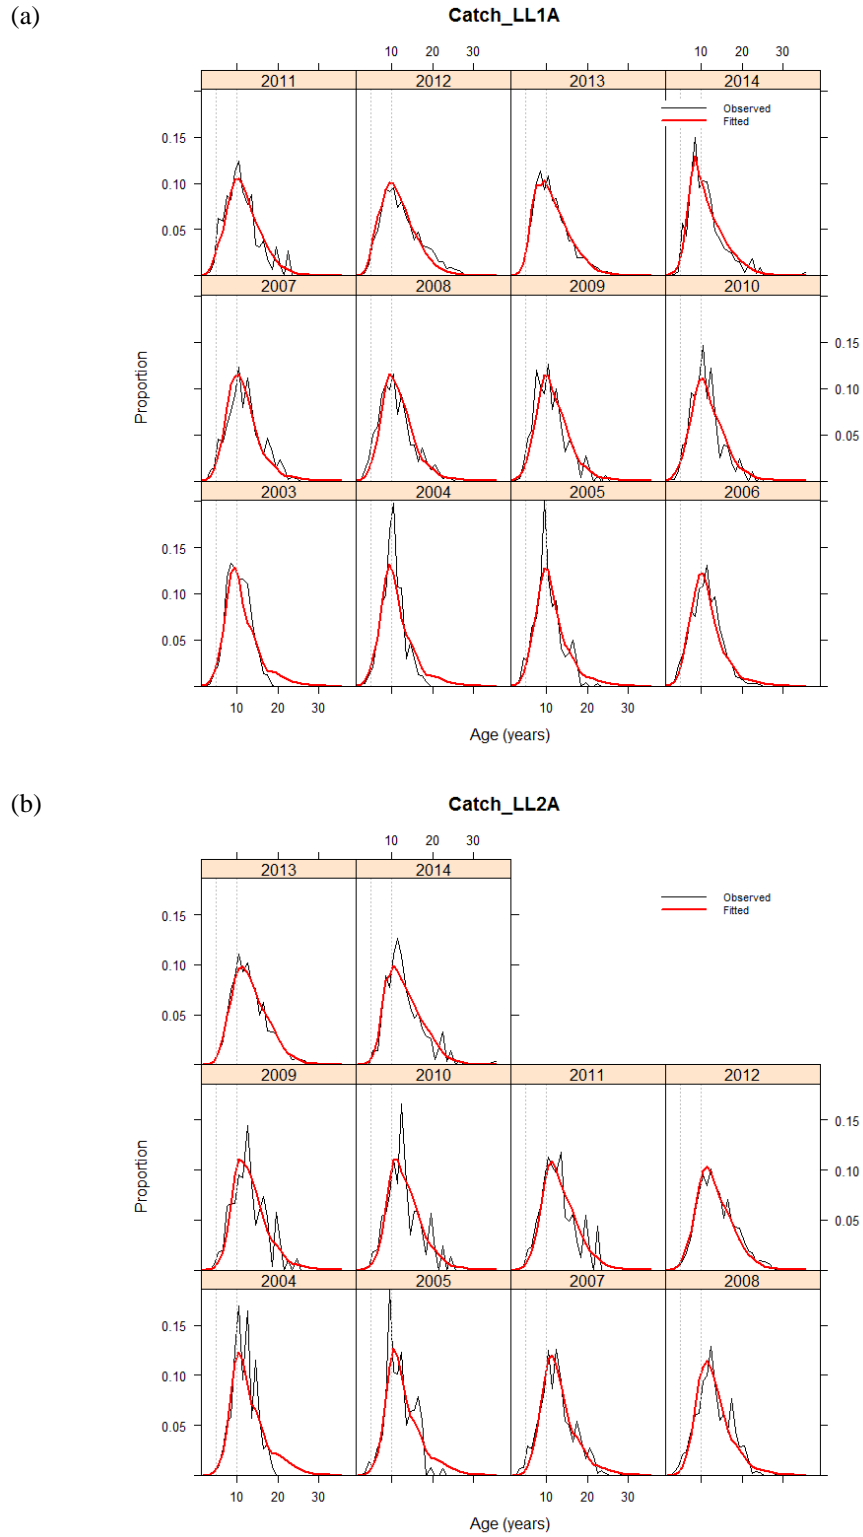 (a)
Catch_LL1A
10 20 30 10 20 30
2011 2012 2013 2014
Observed
Fitted
0.15
0.10
0.05
2007 2008 2009 2010
0.15
0.10
0.05
2003 2004 2005 2006
0.15
0.10
0.05
Proportion
10 20 30 10 20 30
Age (years)
(b)
Catch_LL2A
10 20 30
2013 2014
Observed
Fitted
0.15
0.10
0.05
2009 2010 2011 2012
0.15
0.10
0.05
2004 2005 2007 2008
0.15
0.10
0.05
Proportion
10 20 30 10 20 30
Age (years)